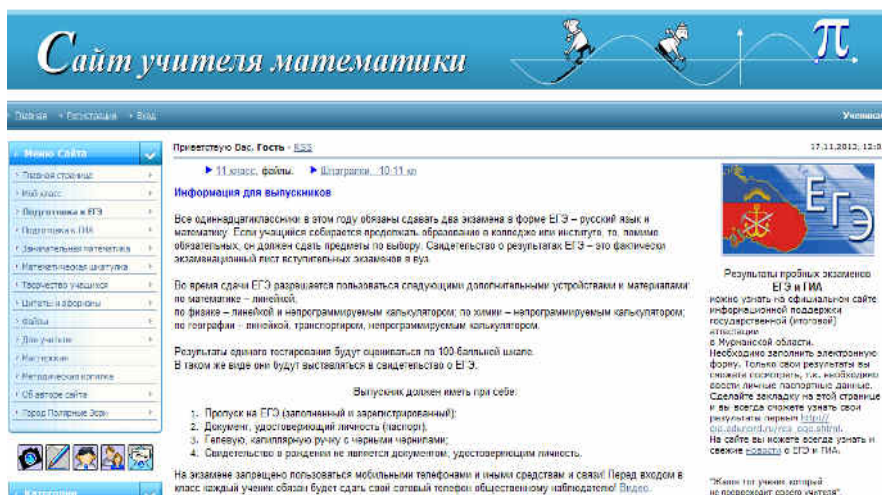 Сайт учителя математики
π
Главная Регистрация Вход
Приветствую Вас, Гость · RSS
17.11.2012, 12:0
Меню Сайта
Главная страница
Мой класс
Подготовка к ЕГЭ
Подготовка к ГИА
Занимательная математика
Математическая шкатулка
Творчество учащихся
Цитаты и афоризмы
Файлы
Для учителя
Мастерская
Методическая копилка
Об авторе сайта
Город Полярные Зори
Категории
11 класс, файлы. Шпаргалки, 10-11 кл
Информация для выпускников
Все одиннадцатиклассники в этом году обязаны сдавать два экзамена в форме ЕГЭ – русский язык и
математику. Если учащийся собирается продолжать образование в колледже или институте, то, помимо
обязательных, он должен сдать предметы по выбору. Свидетельство о результатах ЕГЭ – это фактически
экзаменационный лист вступительных экзаменов в вуз.
Во время сдачи ЕГЭ разрешается пользоваться следующими дополнительными устройствами и материалами:
по математике – линейкой;
по физике – линейкой и непрограммируемым калькулятором; по химии – непрограммируемым калькулятором;
по географии – линейкой, транспортиром, непрограммируемым калькулятором.
Результаты единого тестирования будут оцениваться по 100-балльной шкале.
В таком же виде они будут выставляться в свидетельство о ЕГЭ.
Выпускник должен иметь при себе:
1. Пропуск на ЕГЭ (заполненный и зарегистрированный);
2. Документ, удостоверяющий личность (паспорт);
3. Гелевую, капиллярную ручку с черными чернилами;
4. Свидетельство о рождении не является документом, удостоверяющим личность.
На экзамене запрещено пользоваться мобильными телефонами и иными средствам и связи! Перед входом в
класс каждый ученик обязан будет сдать свой сотовый телефон общественному наблюдателю! Видео.
ЕГЭ
Результаты пробных экзаменов
ЕГЭ и ГИА
можно узнать на официальном сайте
информационной поддержки
государственной (итоговой)
аттестации
в Мурманской области.
Необходимо заполнить электронную
форму. Только свои результаты вы
сможете посмотреть, т.к. необходимо
ввести личные паспортные данные.
Сделайте закладку на этой странице
и вы всегда сможете узнать свои
результаты первым http://
На сайте вы можете всегда узнать и
свежие новости о ЕГЭ и ГИА.
"Жалок тот ученик, который
не превосходит своего учителя".